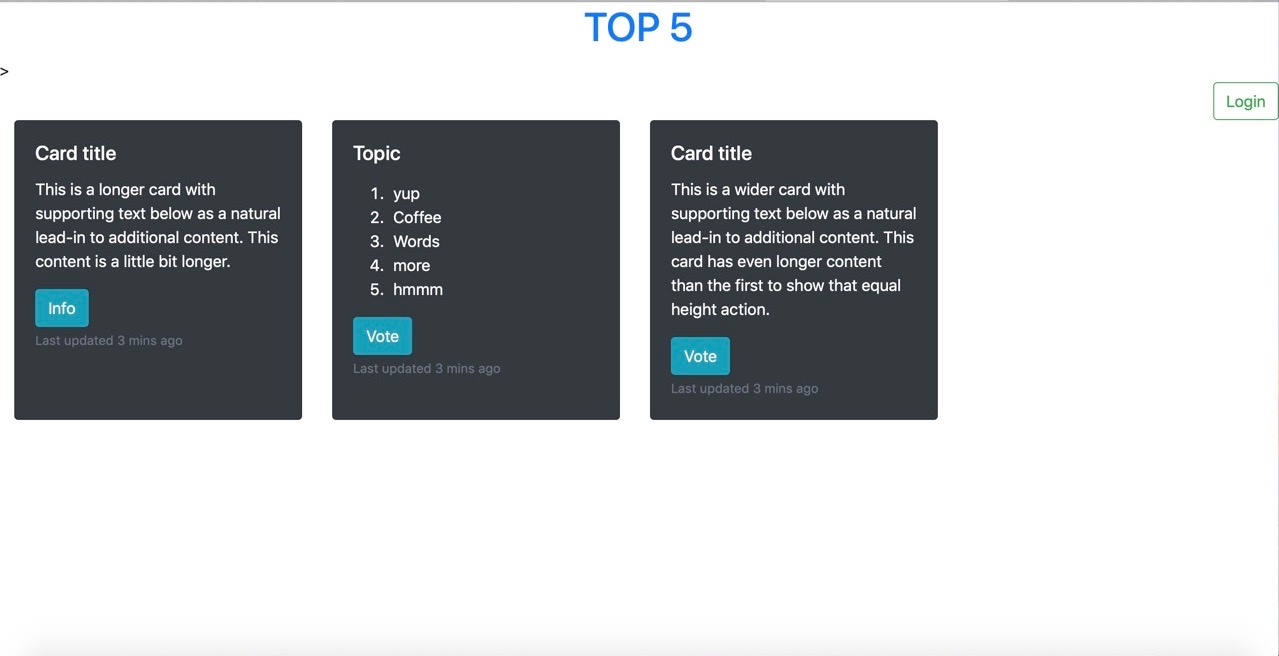 TOP 5
>
Login
Card title
This is a longer card with
supporting text below as a natural
lead-in to additional content. This
content is a little bit longer.
Info
Last updated 3 mins ago
Topic
1. yup
2. Coffee
3. Words
4. more
5. hmmm
Vote
Last updated 3 mins ago
Card title
This is a wider card with
supporting text below as a natural
lead-in to additional content. This
card has even longer content
than the first to show that equal
height action.
Vote
Last updated 3 mins ago